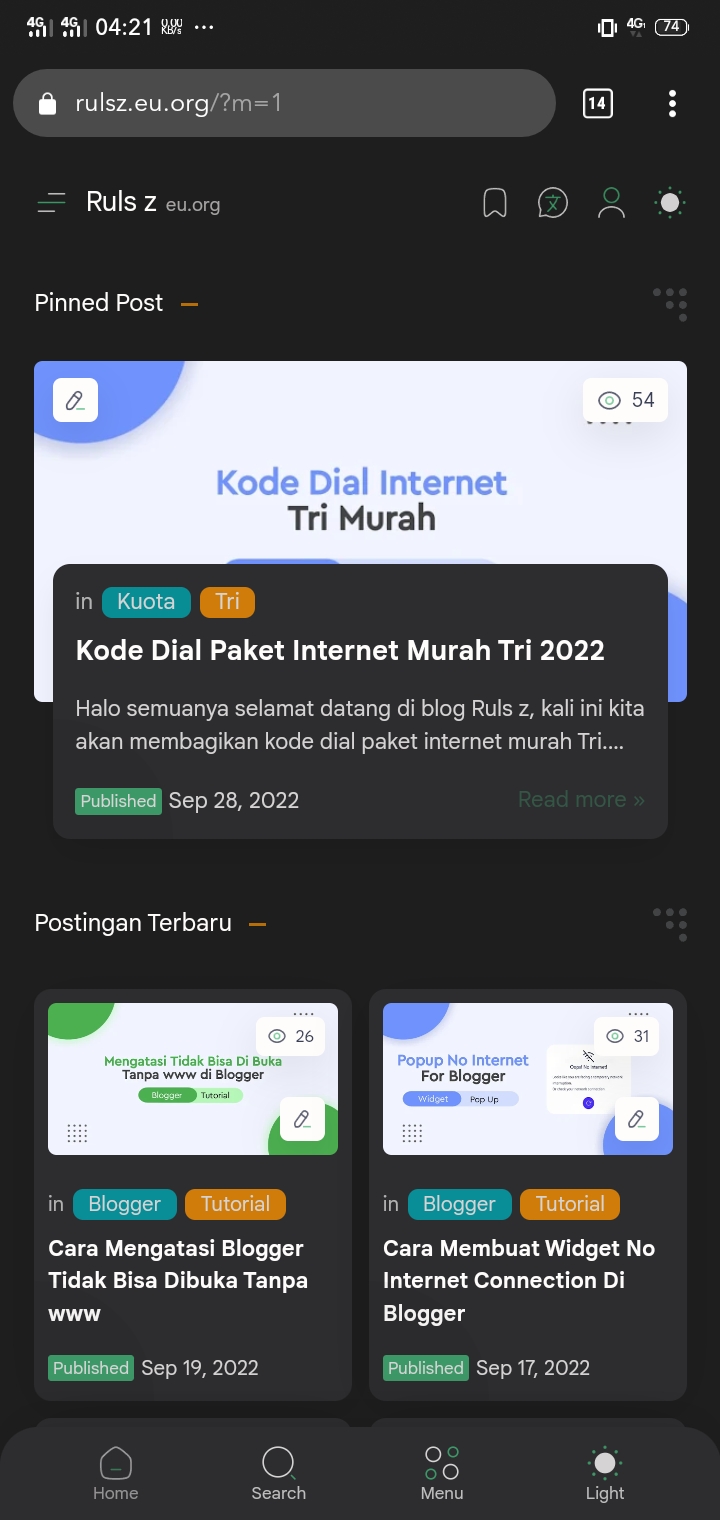 4G 4G 04:21 0,00 KB/s ... 4G 74
rulsz.eu.org/?m=1
14
Ruls z eu.org
Pinned Post
54
Kode Dial Internet
Tri Murah
in Kuota Tri
Kode Dial Paket Internet Murah Tri 2022
Halo semuanya selamat datang di blog Ruls z, kali ini kita
akan membagikan kode dial paket internet murah Tri....
Published Sep 28, 2022 Read more »
Postingan Terbaru
26
Mengatasi Tidak Bisa Di Buka
Tanpa www di Blogger
Blogger Tutorial
in Blogger Tutorial
Cara Mengatasi Blogger
Tidak Bisa Dibuka Tanpa
www
Published Sep 19, 2022
31
Popup No Internet
For Blogger
Widget Pop Up
Oops! No Internet!
in Blogger Tutorial
Cara Membuat Widget No
Internet Connection Di
Blogger
Published Sep 17, 2022
Home Search Menu Light